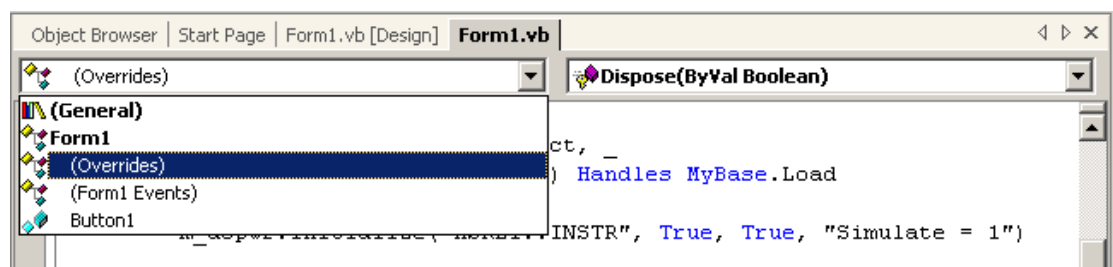 Object Browser | Start Page | Form1.vb [Design] Form1.vb
(Overrides) Dispose(ByVal Boolean)
(General)
Form1
ct, _
(Overrides)
) Handles MyBase.Load
(Form1 Events)
Button1
INSTR", True, True, "Simulate = 1")